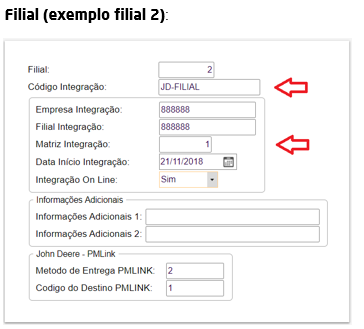 Filial (exemplo filial 2):
Filial: 2
Código Integração: JD-FILIAL
Empresa Integração: 888888
Filial Integração: 888888
Matriz Integração: 1
Data Início Integração: 21/11/2018
Integração On Line: Sim
Informações Adicionais
Informações Adicionais 1:
Informações Adicionais 2:
John Deere - PMLink
Metodo de Entrega PMLINK: 2
Codigo do Destino PMLINK: 1